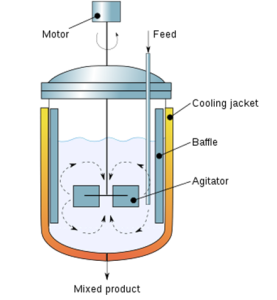 Motor
Feed
Cooling jacket
Baffle
Agitator
Mixed product